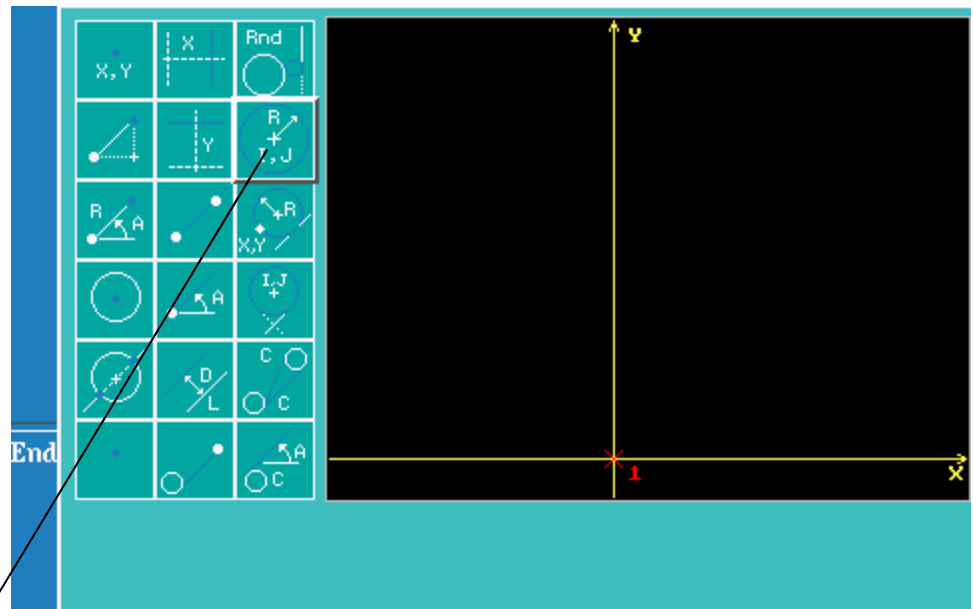 X Rnd Y
X,Y
R
Y I,J
R A R
X,Y
A I,J
C
D
L C
End A
C
1 X